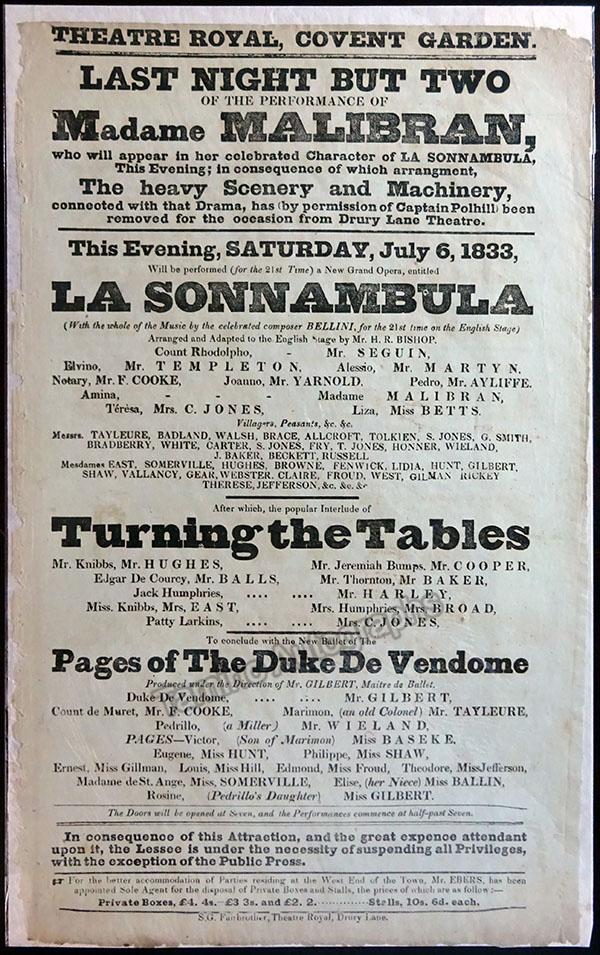 THEATRE ROYAL, COVENT GARDEN.
LAST NIGHT BUT TWO
OF THE PERFORMANCE OF
Madame MALIBRAN,
who will appear in her celebrated Character of LA SONNAMBULA,
This Evening; in consequence of which arrangment,
The heavy Scenery and Machinery,
connected with that Drama, has (by permission of Captain Polhill) been
removed for the occasion from Drury Lane Theatre.
This Evening, SATURDAY, July 6, 1833,
Will be performed (for the 21st Time) a New Grand Opera, entitled
LA SONNAMBULA
(With the whole of the Music by the celebrated composer BELLINI, for the 21st time on the English Stage)
Arranged and Adapted to the English Stage by Mr. H. R. BISHOP.
Count Rhodolpho, - Mr. SEGUIN,
Elvino, Mr. TEMPLETON, Alessio, Mr. MARTYN,
Notary, Mr. F. COOKE, Joanno, Mr. YARNOLD, Pedro, Mr. AYLIFFE.
Amina, - - - Madame MALIBRAN,
Térèsa, Mrs. C. JONES, Liza, Miss BETTS.
Villagers, Peasants, &c. &c.
Messrs. TAYLEURE, BADLAND, WALSH, BRACE, ALLCROFT, TOLKIEN, S. JONES, G. SMITH,
BRADBERRY, WHITE, CARTER, S. JONES, FRY, T. JONES, HONNER, WIELAND,
J. BAKER, BECKETT, RUSSELL
Mesdames EAST, SOMERVILLE, HUGHES, BROWNE, FENWICK, LIDIA, HUNT, GILBERT,
SHAW, VALLANCY, GEAR, WEBSTER, CLAIRE, FROUD, WEST, GILMAN RICKEY
THERESE, JEFFERSON, &c. &c. &c
After which, the popular Interlude of
Turning the Tables
Mr. Knibbs, Mr. HUGHES, Mr. Jeremiah Bumps, Mr. COOPER,
Edgar De Courcy, Mr. BALLS, Mr. Thornton, Mr BAKER,
Jack Humphries, .... .... Mr. HARLEY,
Miss. Knibbs, Mrs. EAST, Mrs. Humphries, Mrs. BROAD,
Patty Larkins, .... .... Mrs. C. JONES,
To conclude with the New Ballet of The
Pages of The Duke De Vendome
Produced under the Direction of Mr. GILBERT, Maitre de Ballet.
Duke De Vendome, .... .... Mr. GILBERT,
Count de Muret, Mr. F. COOKE, Marimon, (an old Colonel) Mr. TAYLEURE,
Pedrillo, (a Miller) Mr. WIELAND,
PAGES—Victor, (Son of Marimon) Miss BASEKE,
Eugene, Miss HUNT, Philippe, Miss SHAW,
Ernest, Miss Gillman, Louis, Miss Hill, Edmond, Miss Froud, Theodore, Miss Jefferson,
Madame de St. Ange, Miss, SOMERVILLE, Elise, (her Niece) Miss BALLIN,
Rosine, (Pedrillo's Daughter) Miss GILBERT.
The Doors will be opened at Seven, and the Performances commence at half-past Seven.
In consequence of this Attraction, and the great expence attendant
upon it, the Lessee is under the necessity of suspending all Privileges,
with the exception of the Public Press.
☞ For the better accommodation of Parties residing at the West End of the Town, Mr. EBERS, has been
appointed Sole Agent for the disposal of Private Boxes and Stalls, the prices of which are as follow:—
Private Boxes, £4. 4s.—£3 3s. and £2. 2..............Stalls, 10s. 6d. each.
S.G. Fairbrother, Theatre Royal, Drury Lane.